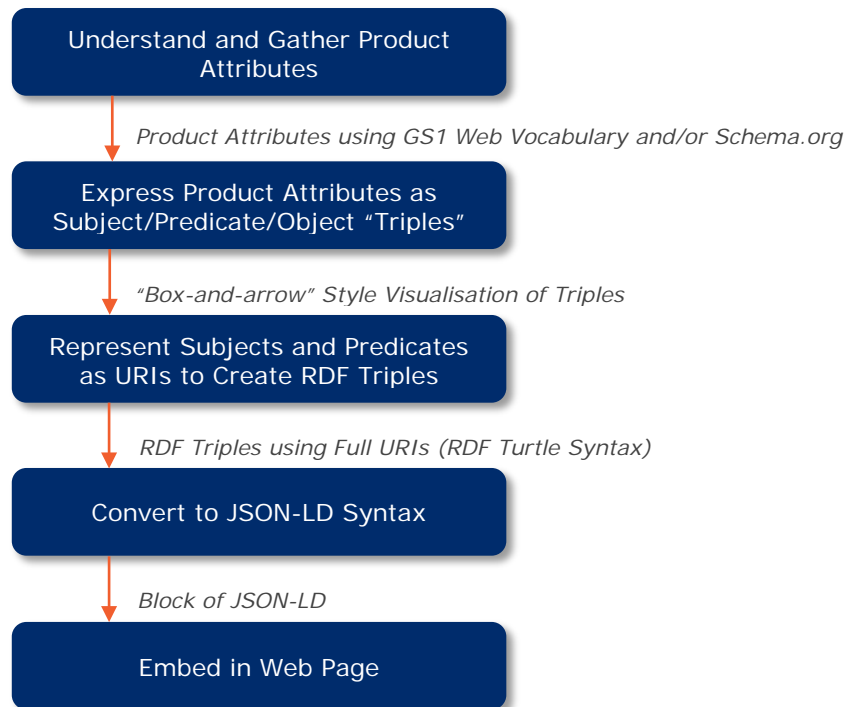 Understand and Gather Product
Attributes
Product Attributes using GS1 Web Vocabulary and/or Schema.org
Express Product Attributes as
Subject/Predicate/Object “Triples”
“Box-and-arrow” Style Visualisation of Triples
Represent Subjects and Predicates
as URIs to Create RDF Triples
RDF Triples using Full URIs (RDF Turtle Syntax)
Convert to JSON-LD Syntax
Block of JSON-LD
Embed in Web Page